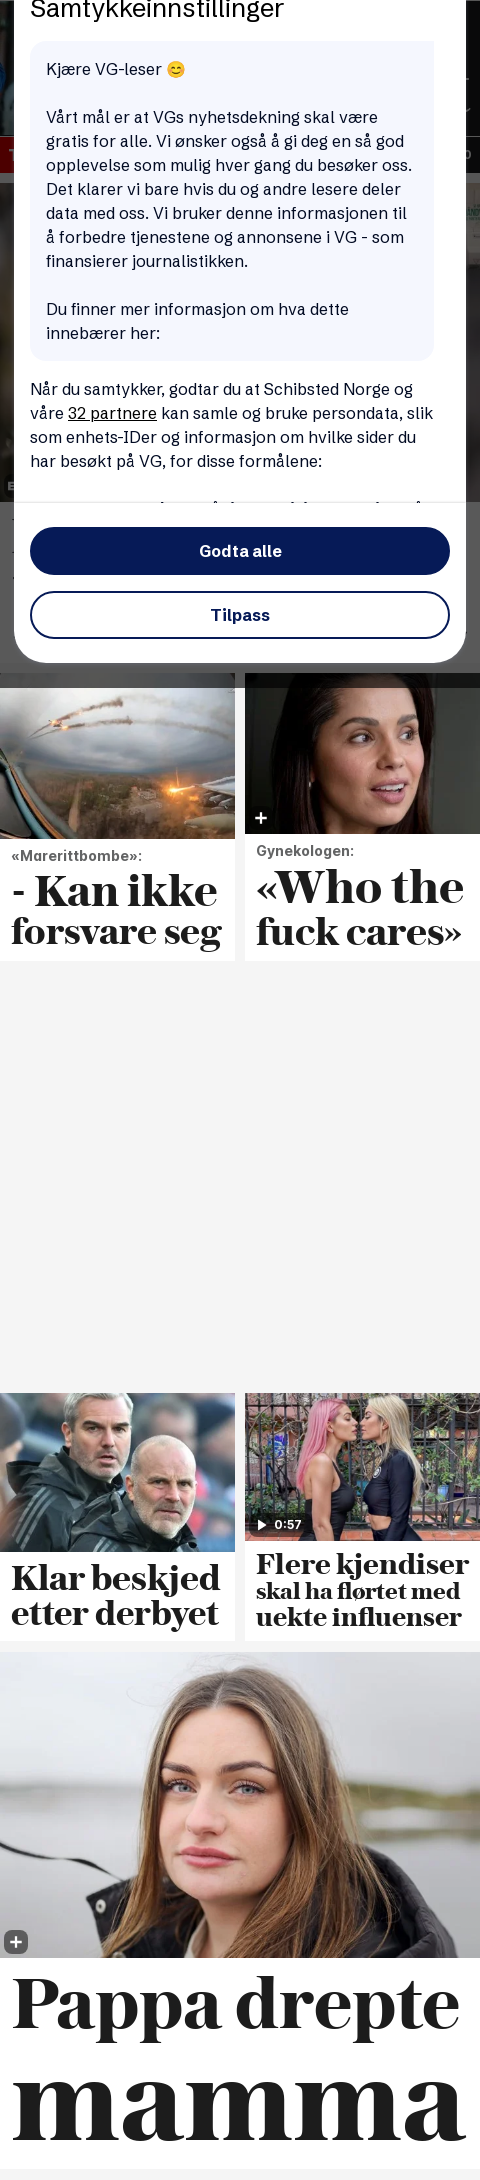 Samtykkeinnstillinger
Kjære VG-leser 😊
Vårt mål er at VGs nyhetsdekning skal være
gratis for alle. Vi ønsker også å gi deg en så god
opplevelse som mulig hver gang du besøker oss.
Det klarer vi bare hvis du og andre lesere deler
data med oss. Vi bruker denne informasjonen til
å forbedre tjenestene og annonsene i VG - som
finansierer journalistikken.
Du finner mer informasjon om hva dette
innebærer her:
Når du samtykker, godtar du at Schibsted Norge og
våre 32 partnere kan samle og bruke persondata, slik
som enhets-IDer og informasjon om hvilke sider du
har besøkt på VG, for disse formålene:
Godta alle
Tilpass
«Marerittbombe»:
- Kan ikke
forsvare seg
Gynekologen:
«Who the
fuck cares»
Klar beskjed
etter derbyet
0:57
Flere kjendiser
skal ha flørtet med
uekte influenser
Pappa drepte
mamma